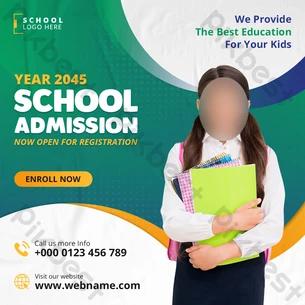 SCHOOL
LOGO HERE
We Provide
The Best Education
For Your Kids
YEAR 2045
SCHOOL
ADMISSION
NOW OPEN FOR REGISTRATION
ENROLL NOW
Call us more Info
+000 0123 456 789
Visit our website
www.webname.com
pikbest